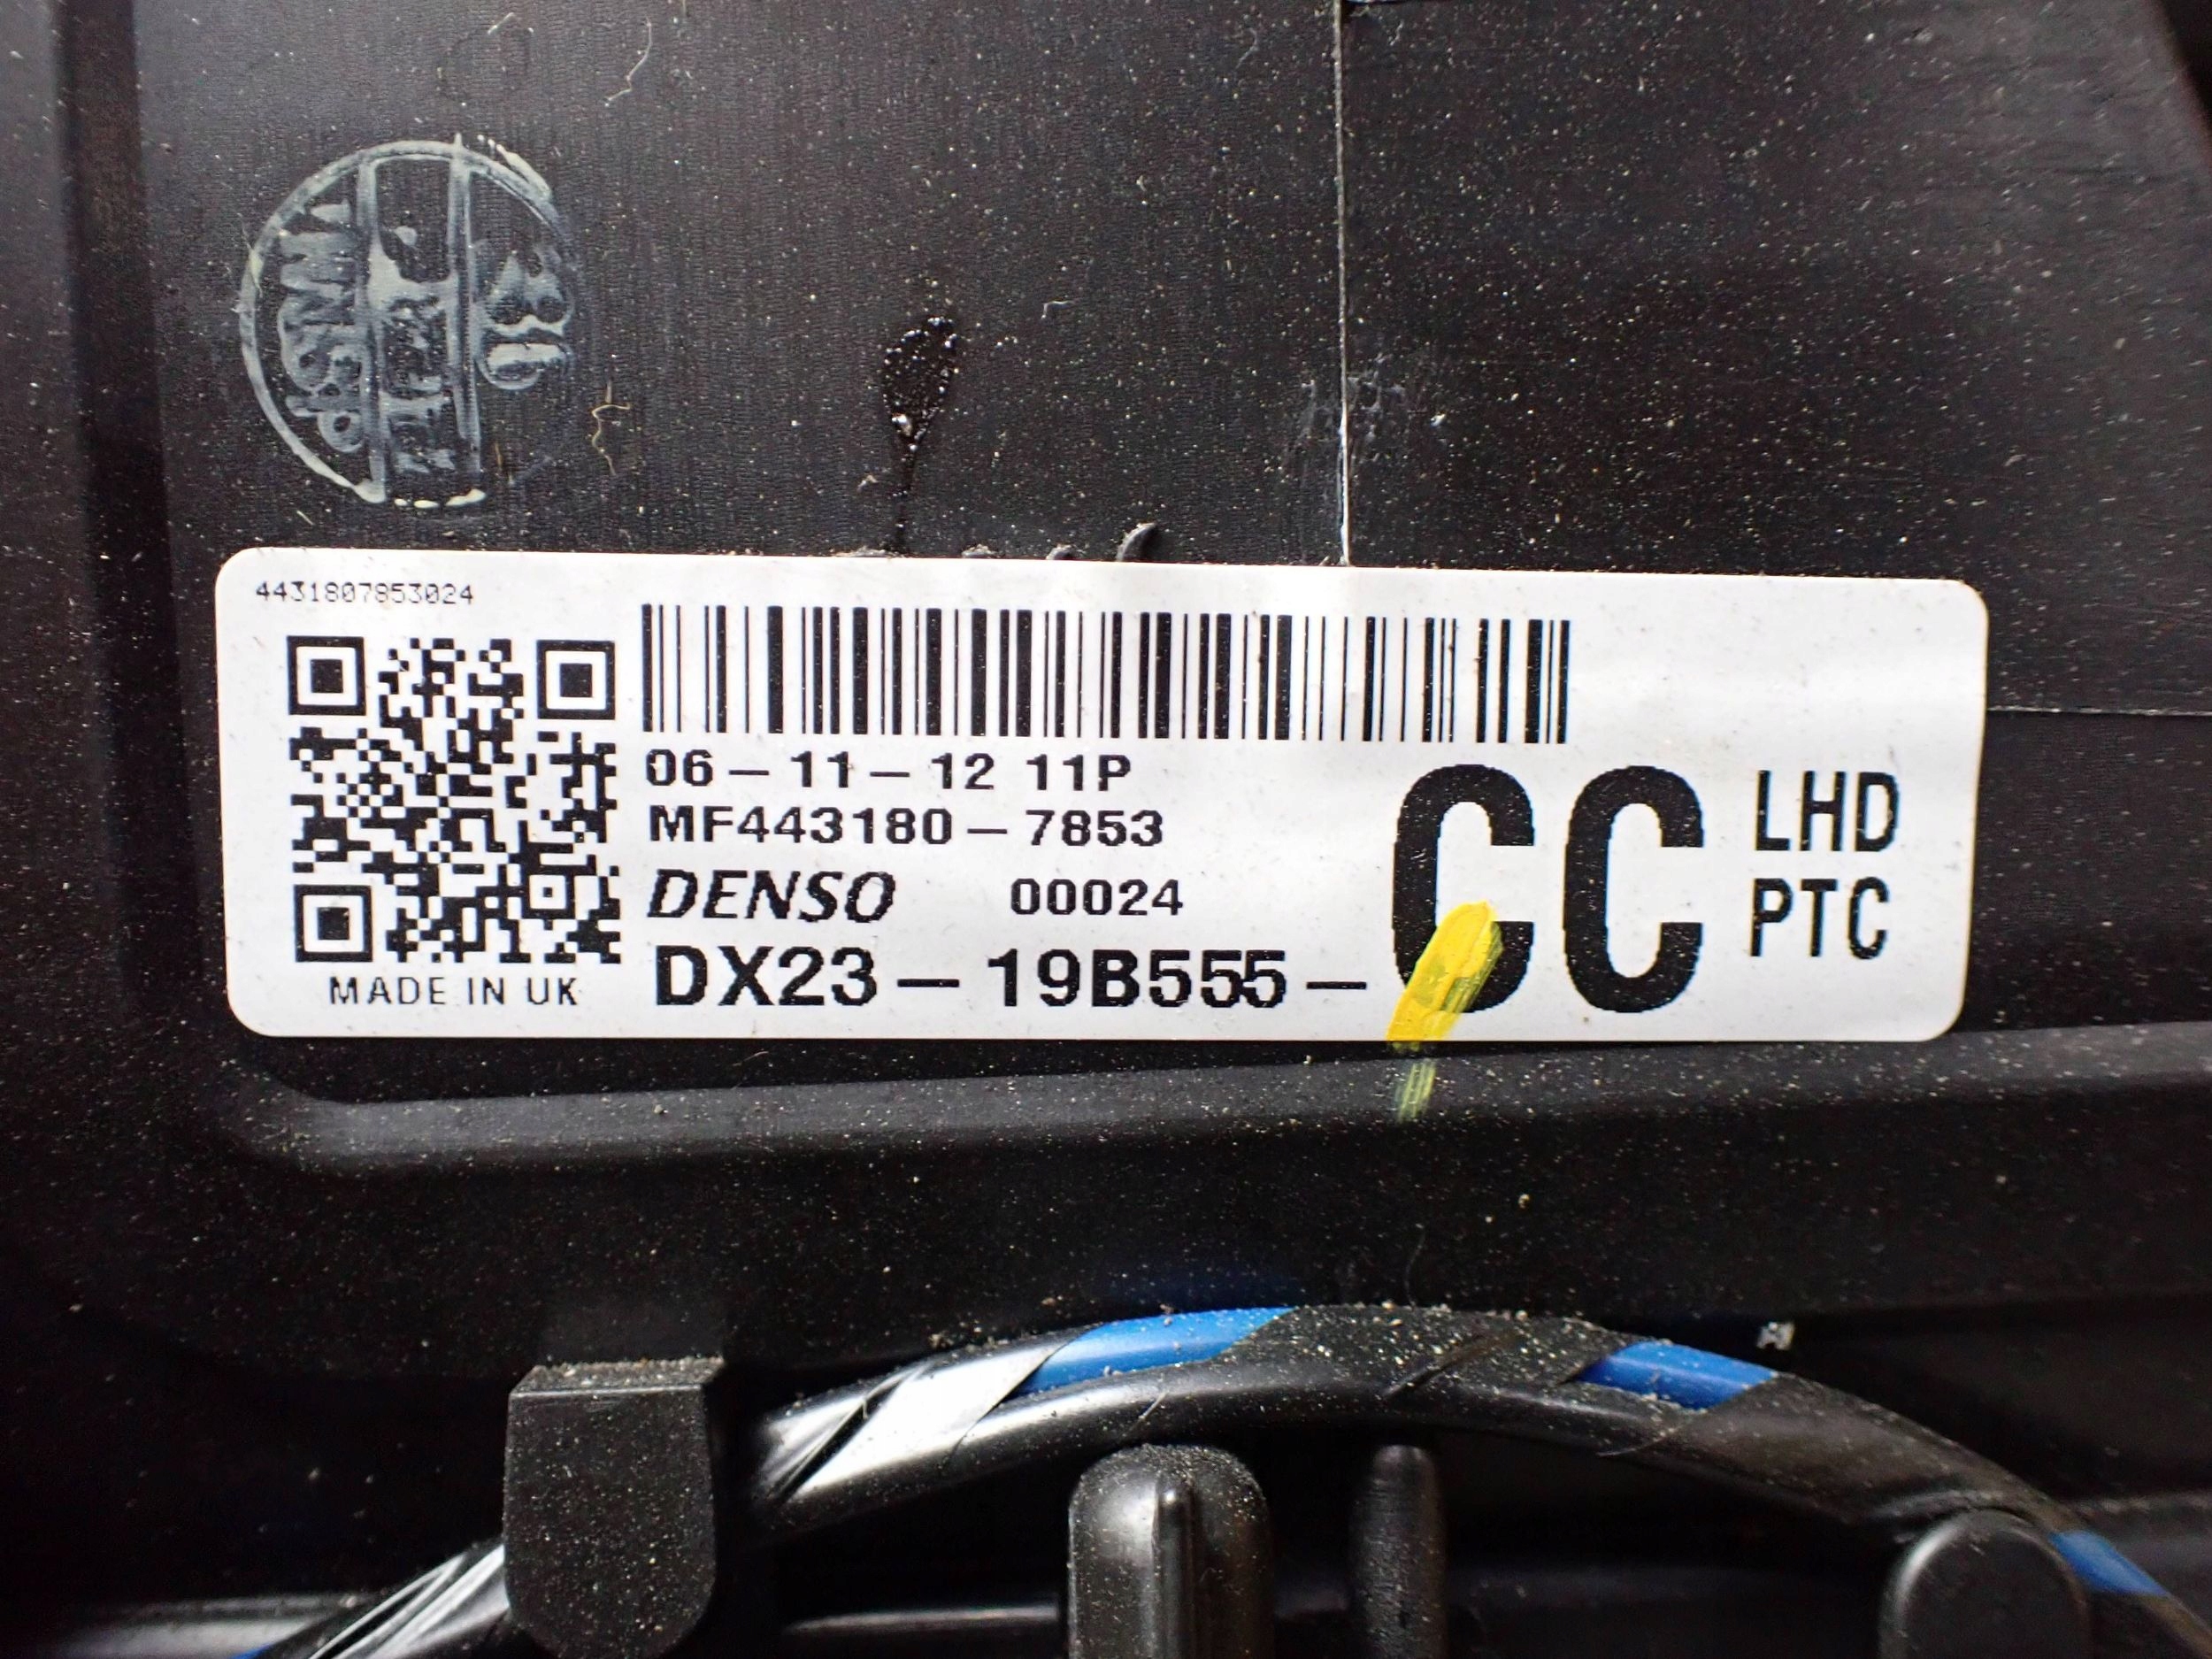 4431807853024
06-11-12 11P
MF443180-7853
DENSO 00024
DX23-19B555-CC
LHD
PTC
MADE IN UK